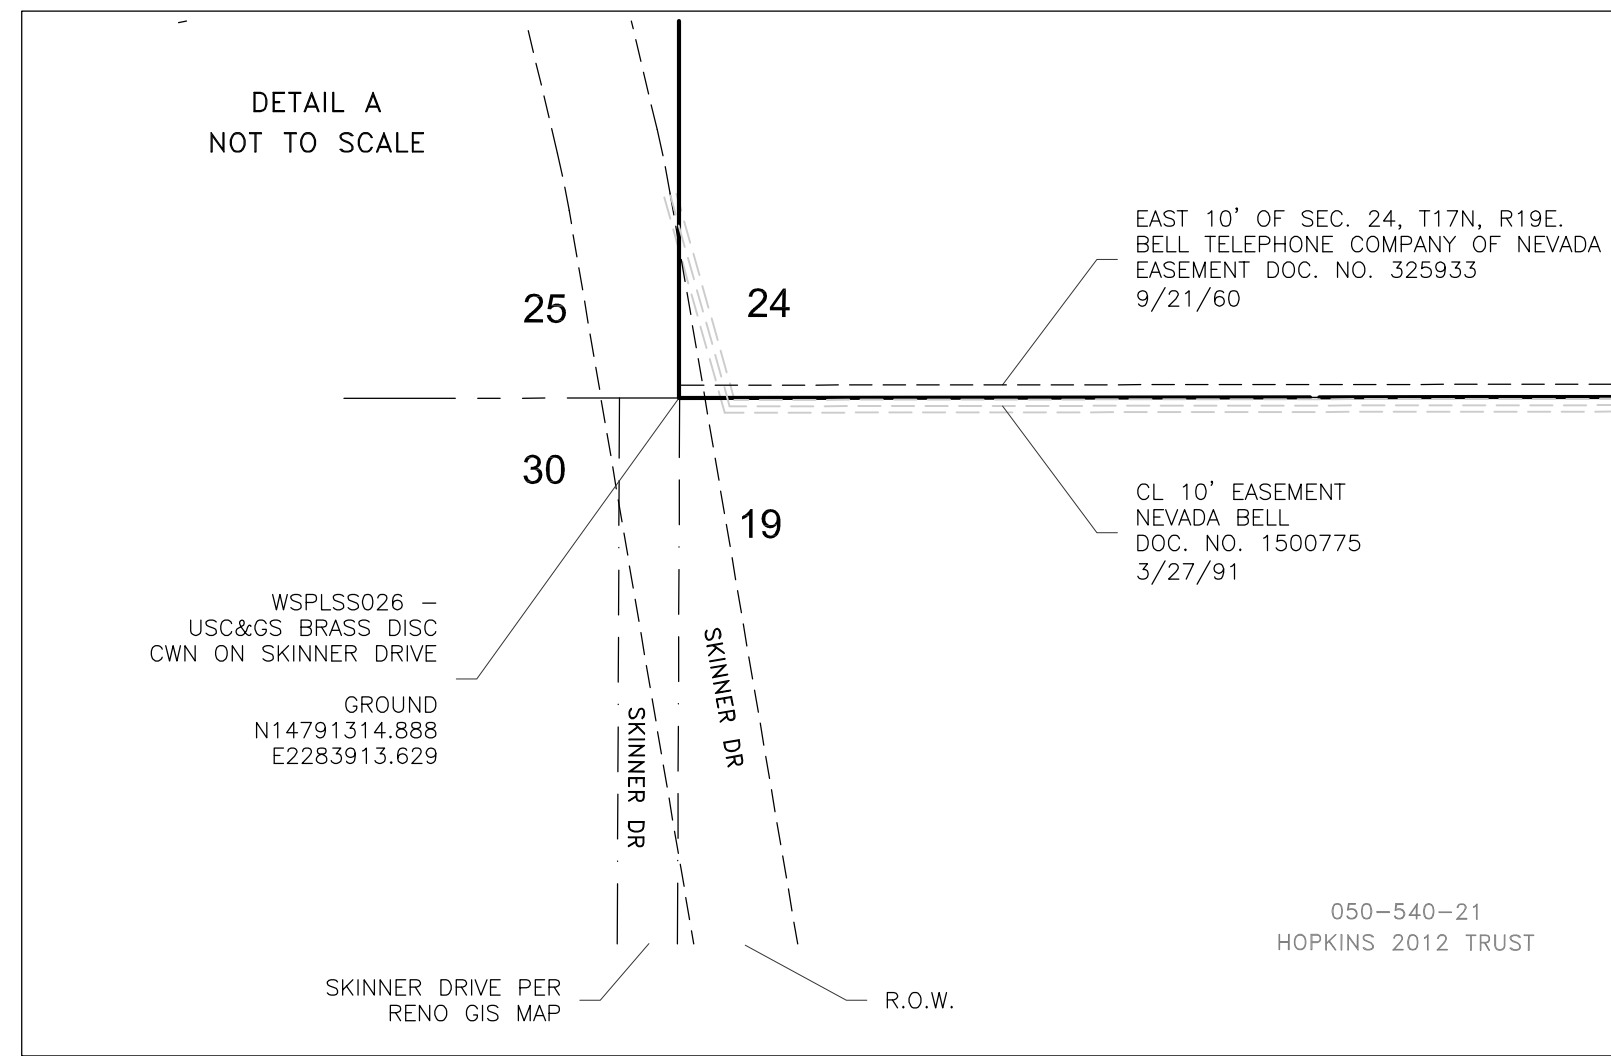 DETAIL A
NOT TO SCALE
EAST 10' OF SEC. 24, T17N, R19E.
BELL TELEPHONE COMPANY OF NEVADA
EASEMENT DOC. NO. 325933
9/21/60
25
24
30
19
CL 10' EASEMENT
NEVADA BELL
DOC. NO. 1500775
3/27/91
WSPLSS026 –
USC&GS BRASS DISC
CWN ON SKINNER DRIVE
GROUND
N14791314.888
E2283913.629
SKINNER DR
SKINNER DR
050-540-21
HOPKINS 2012 TRUST
SKINNER DRIVE PER
RENO GIS MAP
R.O.W.